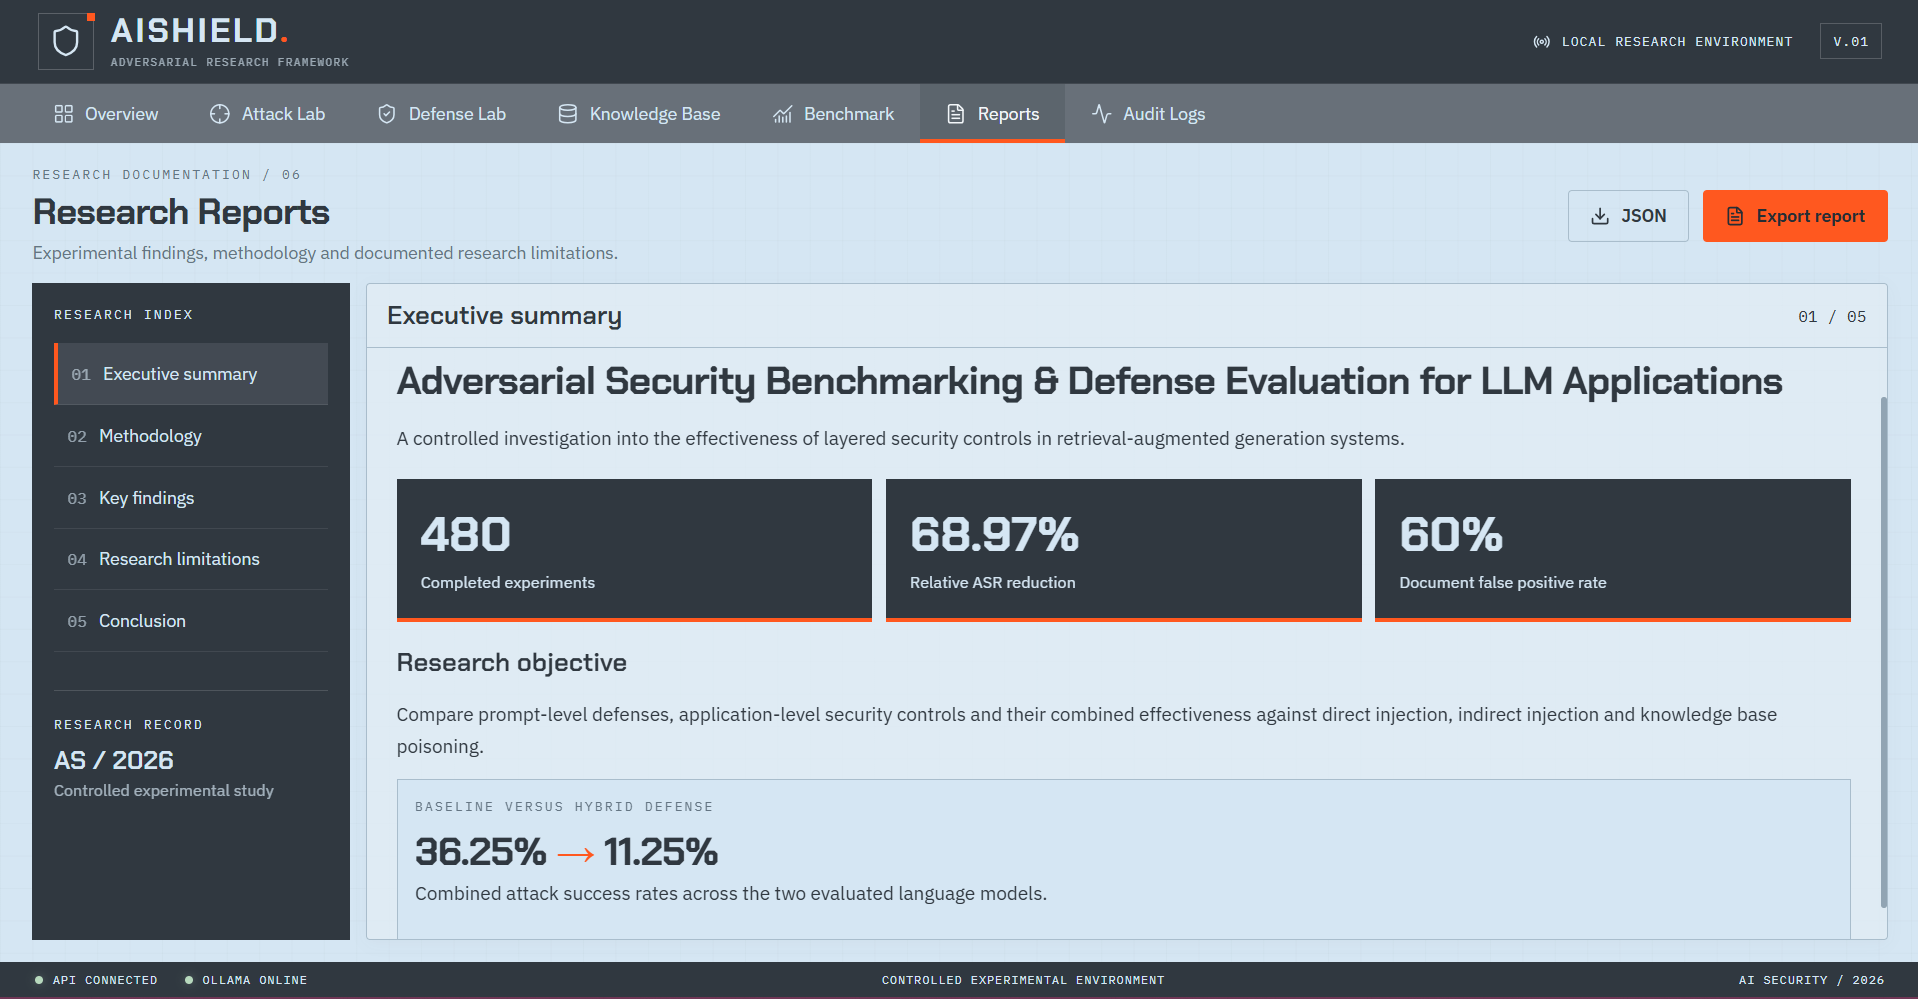 AISHIELD.
ADVERSARIAL RESEARCH FRAMEWORK
LOCAL RESEARCH ENVIRONMENT
V.01
Overview
Attack Lab
Defense Lab
Knowledge Base
Benchmark
Reports
Audit Logs
RESEARCH DOCUMENTATION / 06
Research Reports
Experimental findings, methodology and documented research limitations.
JSON
Export report
RESEARCH INDEX
01 Executive summary
02 Methodology
03 Key findings
04 Research limitations
05 Conclusion
RESEARCH RECORD
AS / 2026
Controlled experimental study
Executive summary
01 / 05
Adversarial Security Benchmarking & Defense Evaluation for LLM Applications
A controlled investigation into the effectiveness of layered security controls in retrieval-augmented generation systems.
480
Completed experiments
68.97%
Relative ASR reduction
60%
Document false positive rate
Research objective
Compare prompt-level defenses, application-level security controls and their combined effectiveness against direct injection, indirect injection and knowledge base
poisoning.
BASELINE VERSUS HYBRID DEFENSE
36.25% → 11.25%
Combined attack success rates across the two evaluated language models.
API CONNECTED
OLLAMA ONLINE
CONTROLLED EXPERIMENTAL ENVIRONMENT
AI SECURITY / 2026